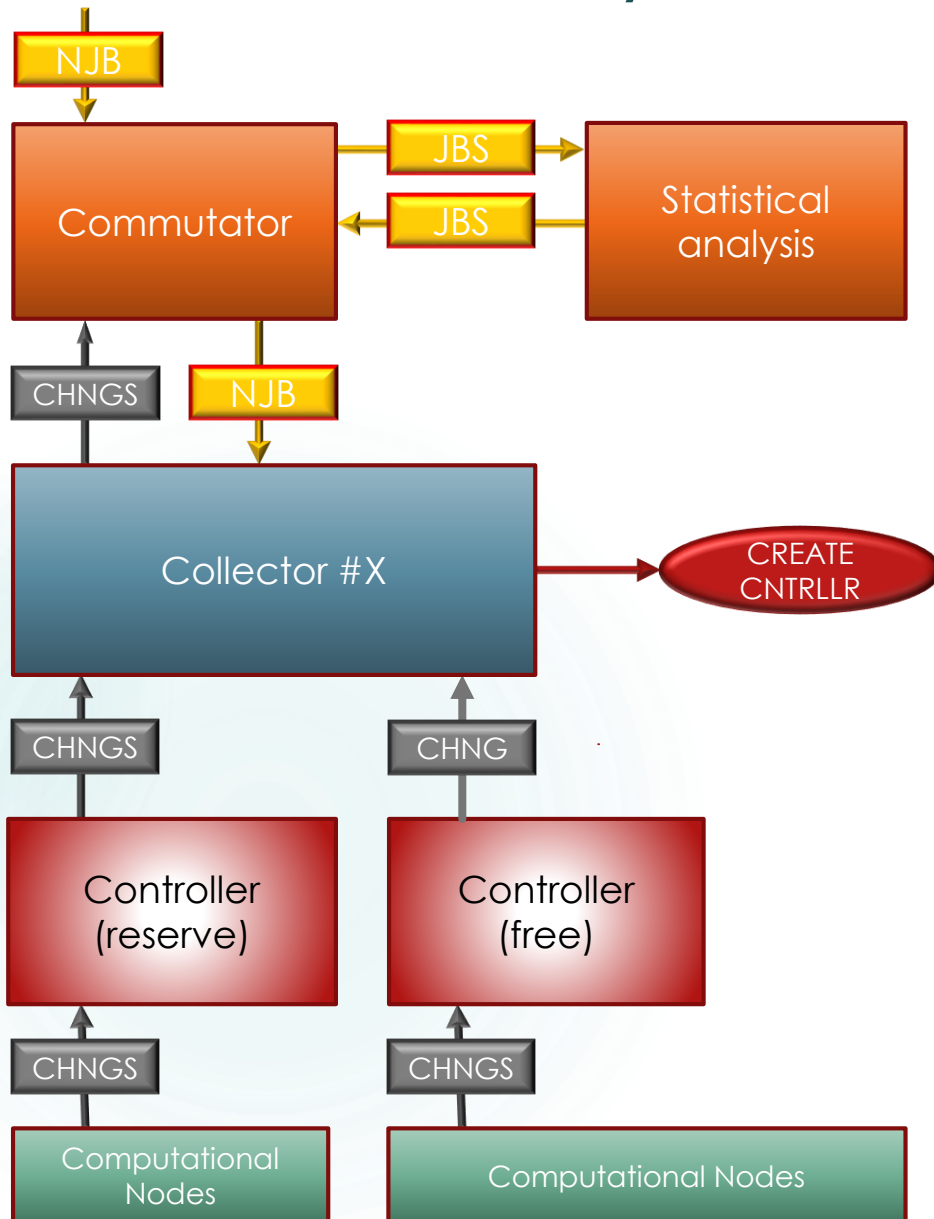 NJB
Commutator
JBS
JBS
Statistical
analysis
CHNGS
NJB
Collector #X
CREATE
CNTRLLR
CHNGS
CHNG
Controller
(reserve)
Controller
(free)
CHNGS
CHNGS
Computational
Nodes
Computational Nodes